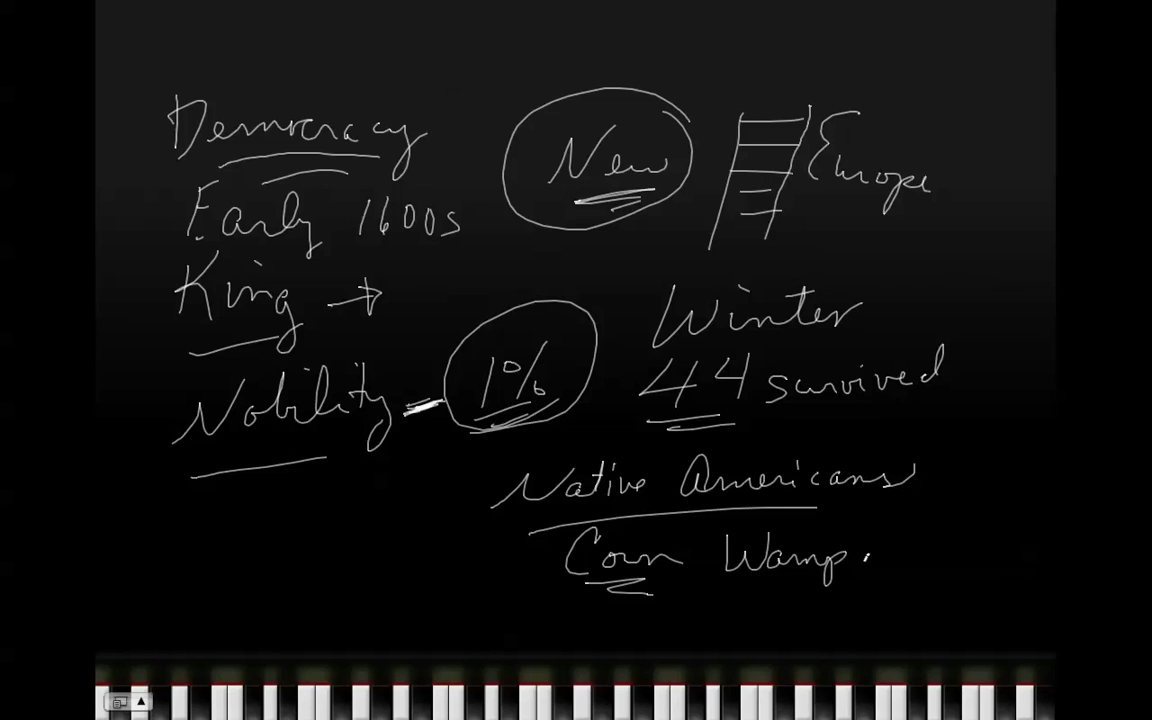 Democracy
Early 1600s
King →
Nobility = 1%
New
Europe
Winter
44 survived
Native Americans
Corn Wamp